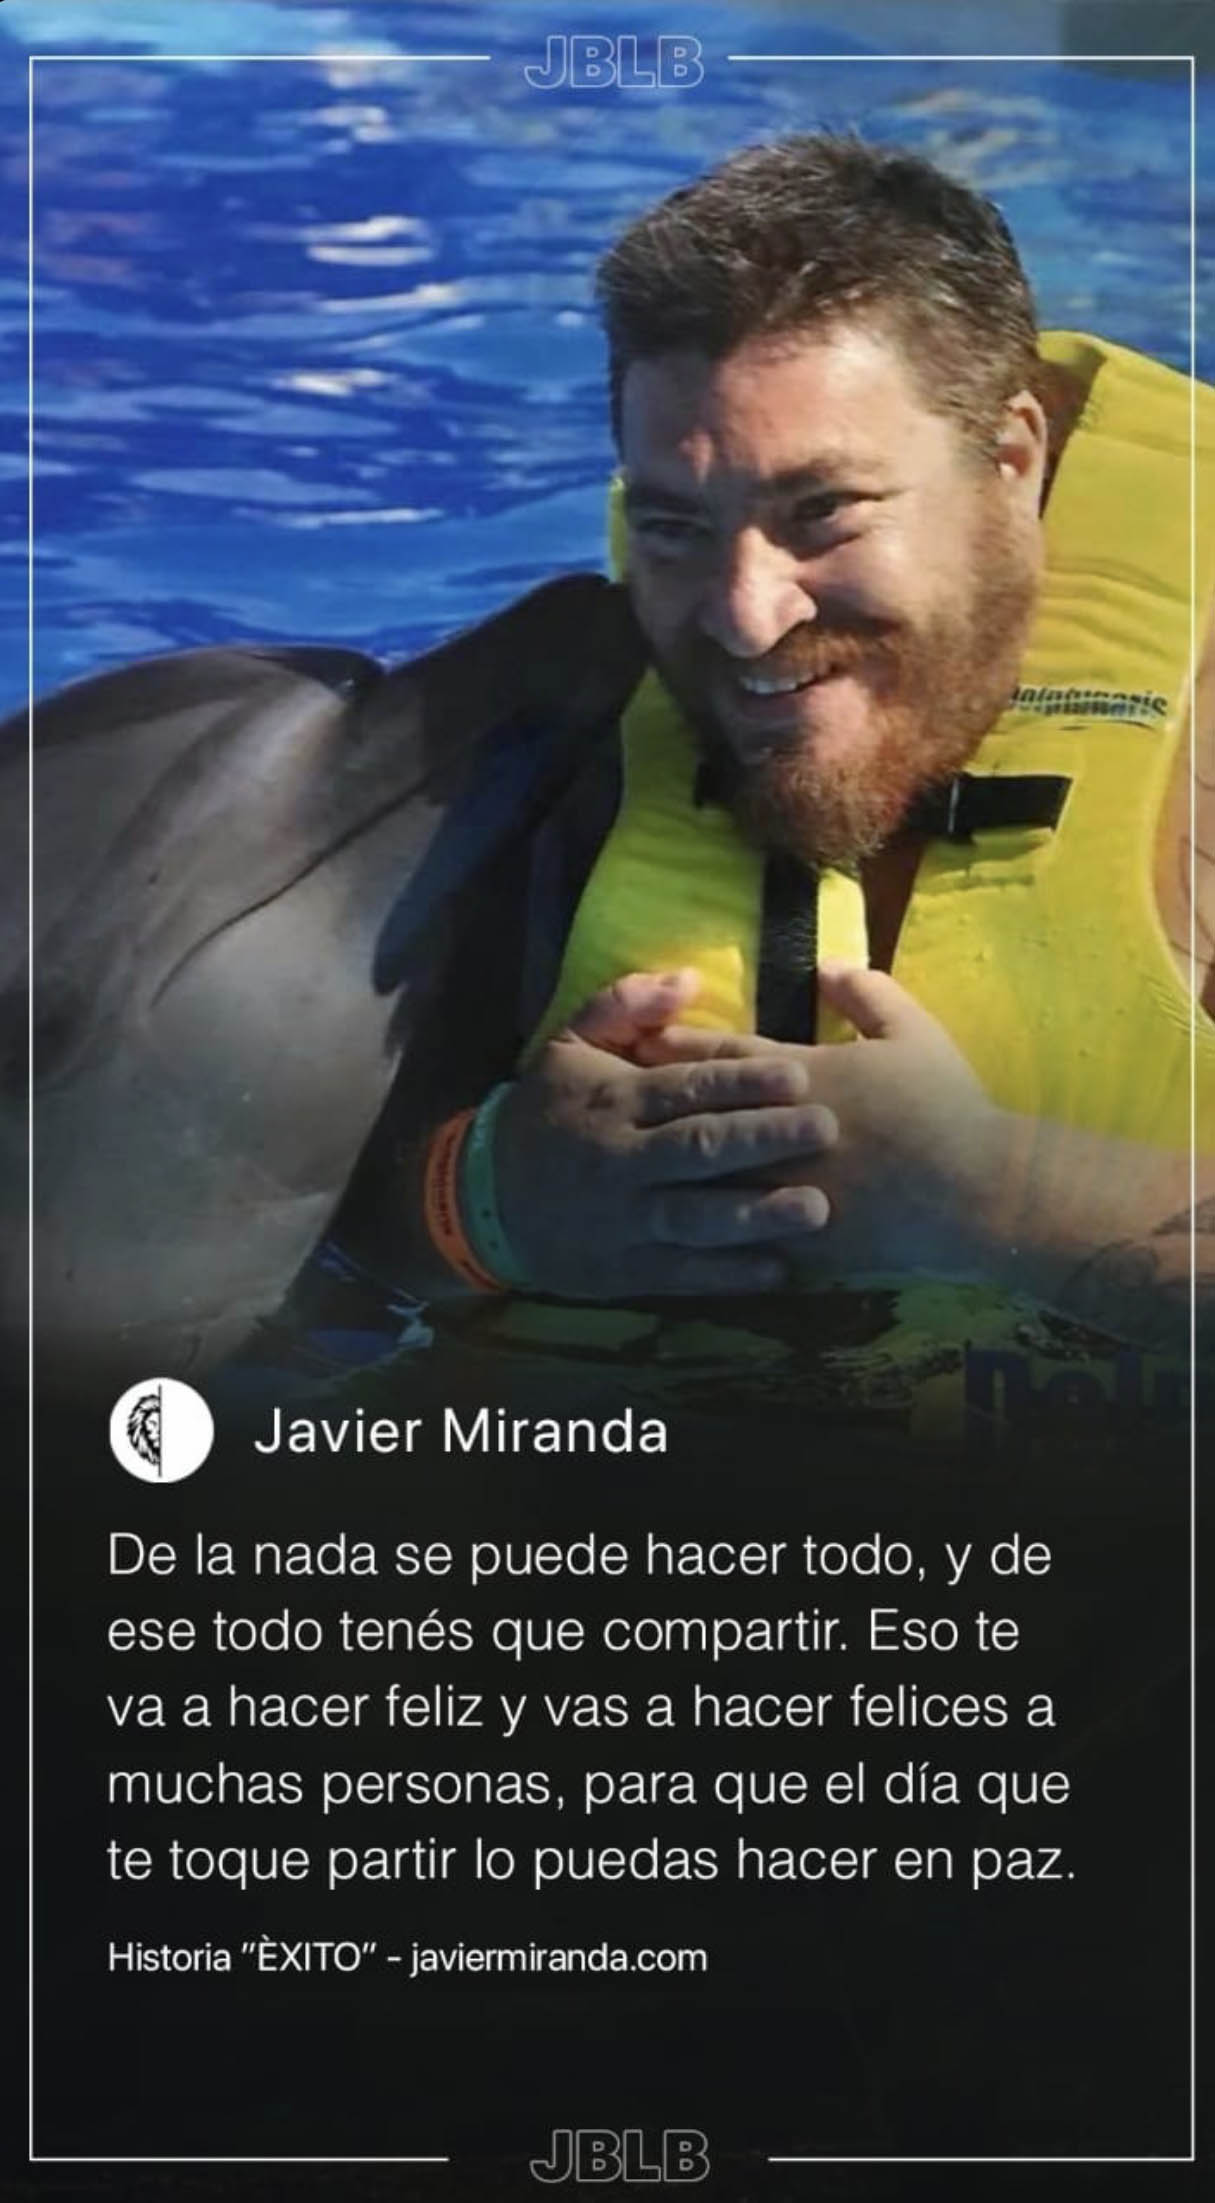 JBLB
Javier Miranda
De la nada se puede hacer todo, y de
ese todo tenés que compartir. Eso te
va a hacer feliz y vas a hacer felices a
muchas personas, para que el día que
te toque partir lo puedas hacer en paz.
Historia "ÈXITO" - javiermiranda.com
JBLB